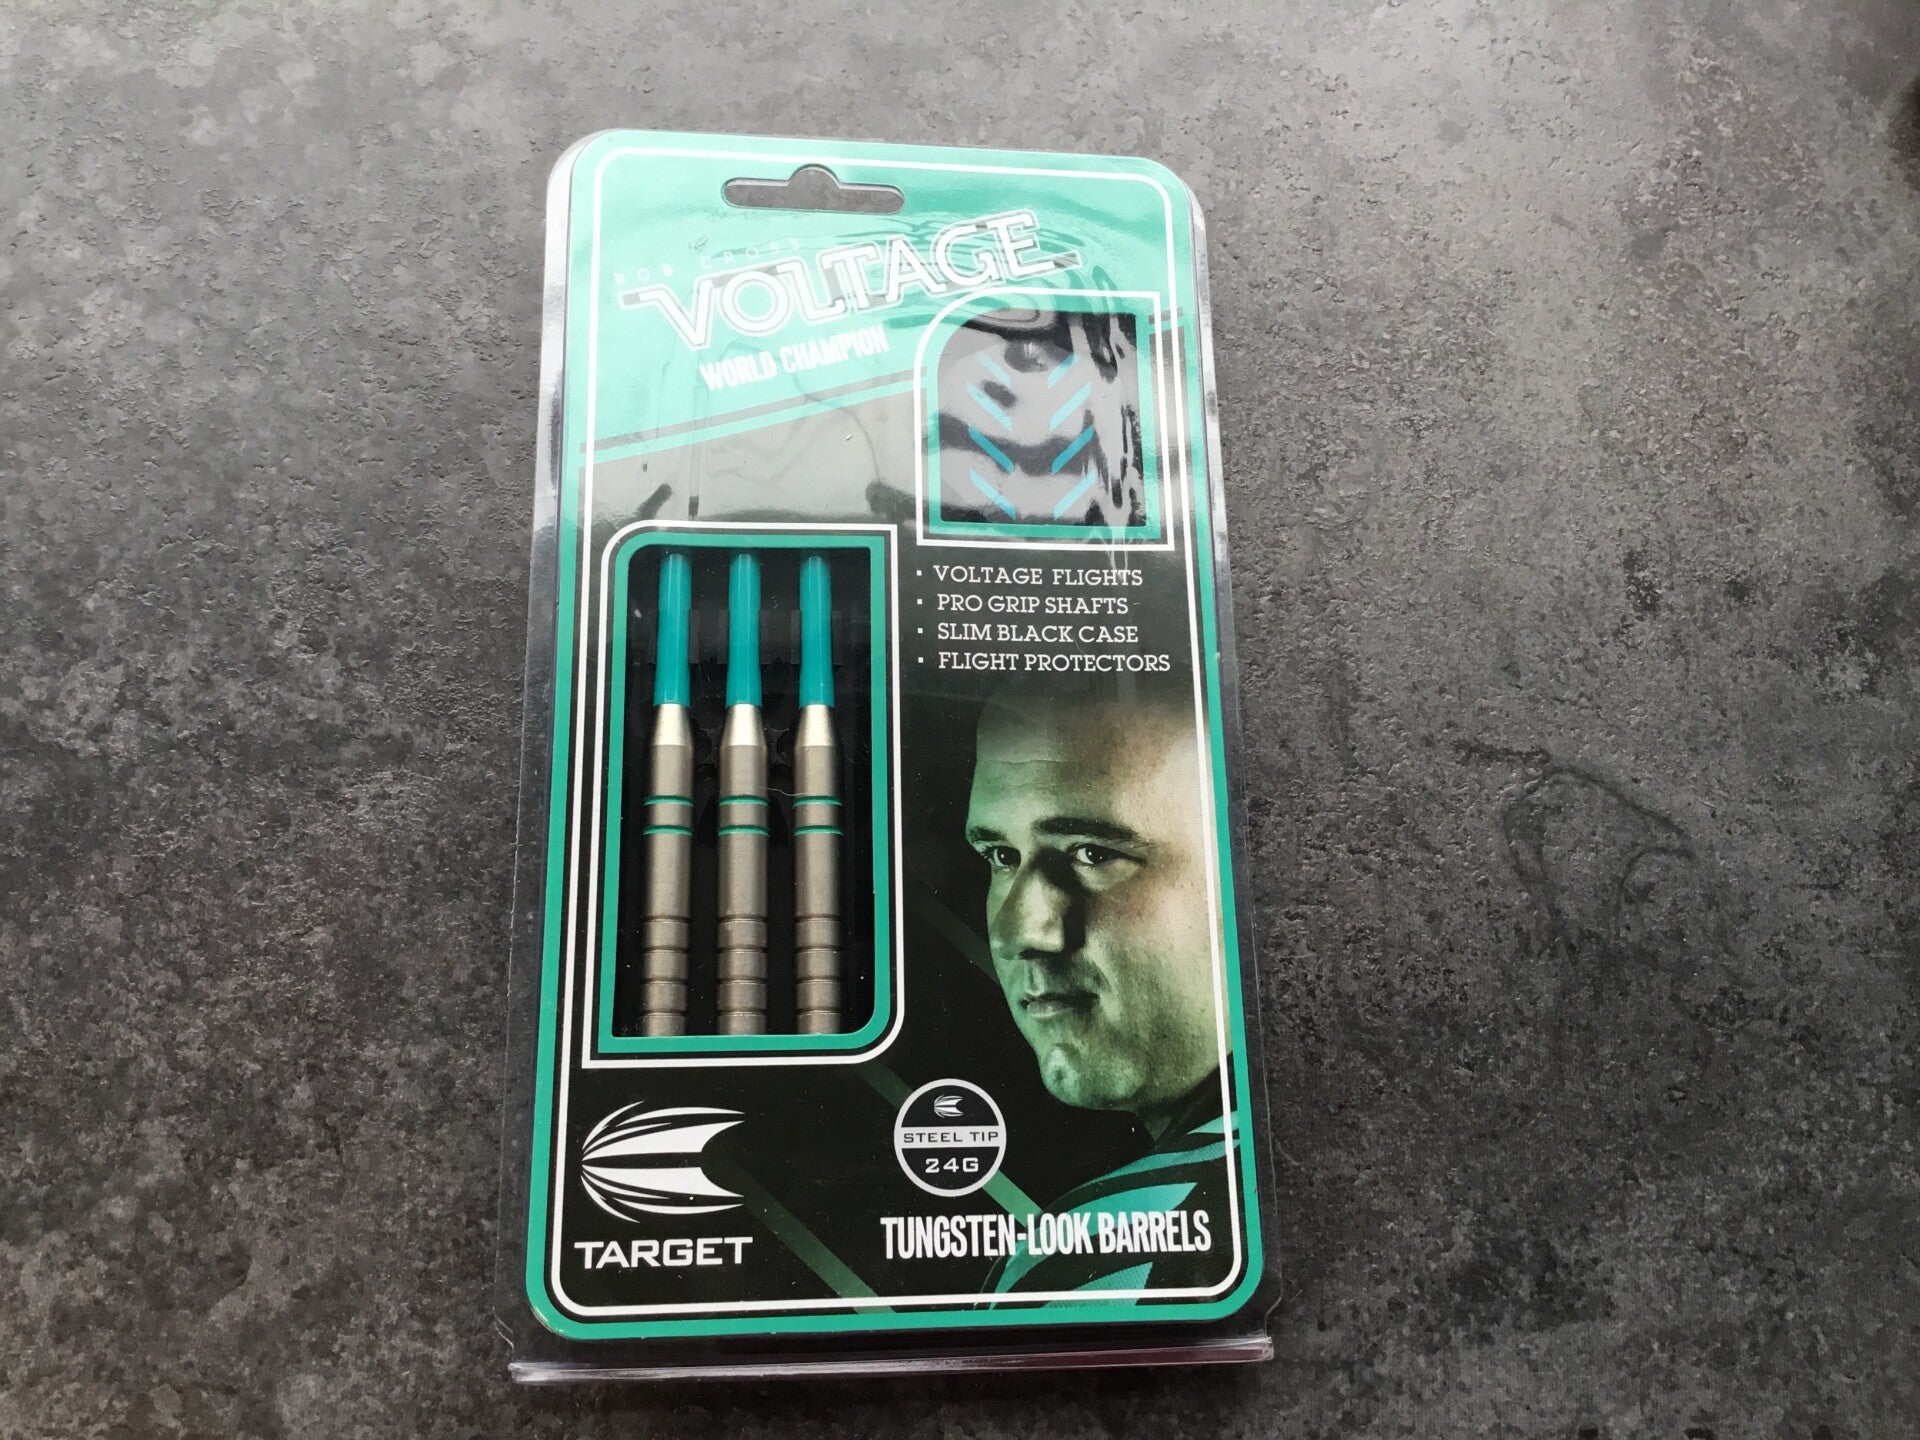 ROB CROSS
VOLTAGE
WORLD CHAMPION
· VOLTAGE FLIGHTS
· PRO GRIP SHAFTS
· SLIM BLACK CASE
· FLIGHT PROTECTORS
STEEL TIP
24G
TARGET
TUNGSTEN-LOOK BARRELS